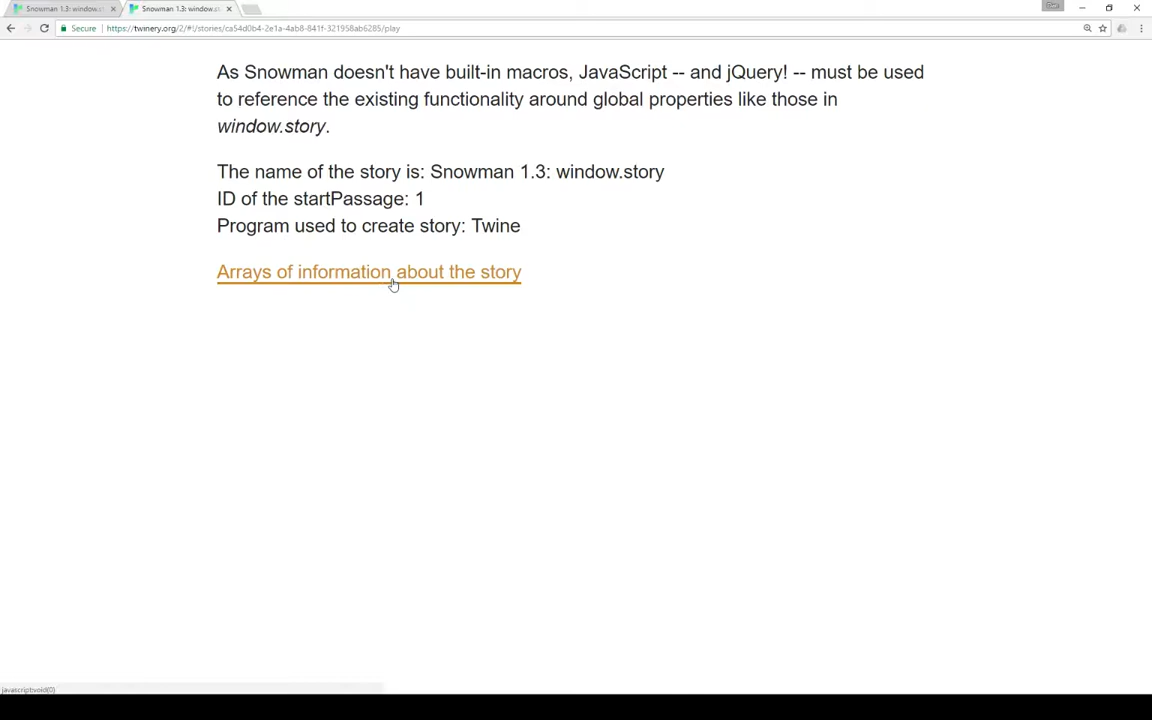 Snowman 1.3: window.st
Snowman 1.3: window.st
Secure
https://twinery.org/2/#!/stories/ca54d0b4-2e1a-4ab8-841f-321958ab6285/play
As Snowman doesn't have built-in macros, JavaScript -- and jQuery! -- must be used
to reference the existing functionality around global properties like those in
window.story.
The name of the story is: Snowman 1.3: window.story
ID of the startPassage: 1
Program used to create story: Twine
Arrays of information about the story
javascript:void(0)